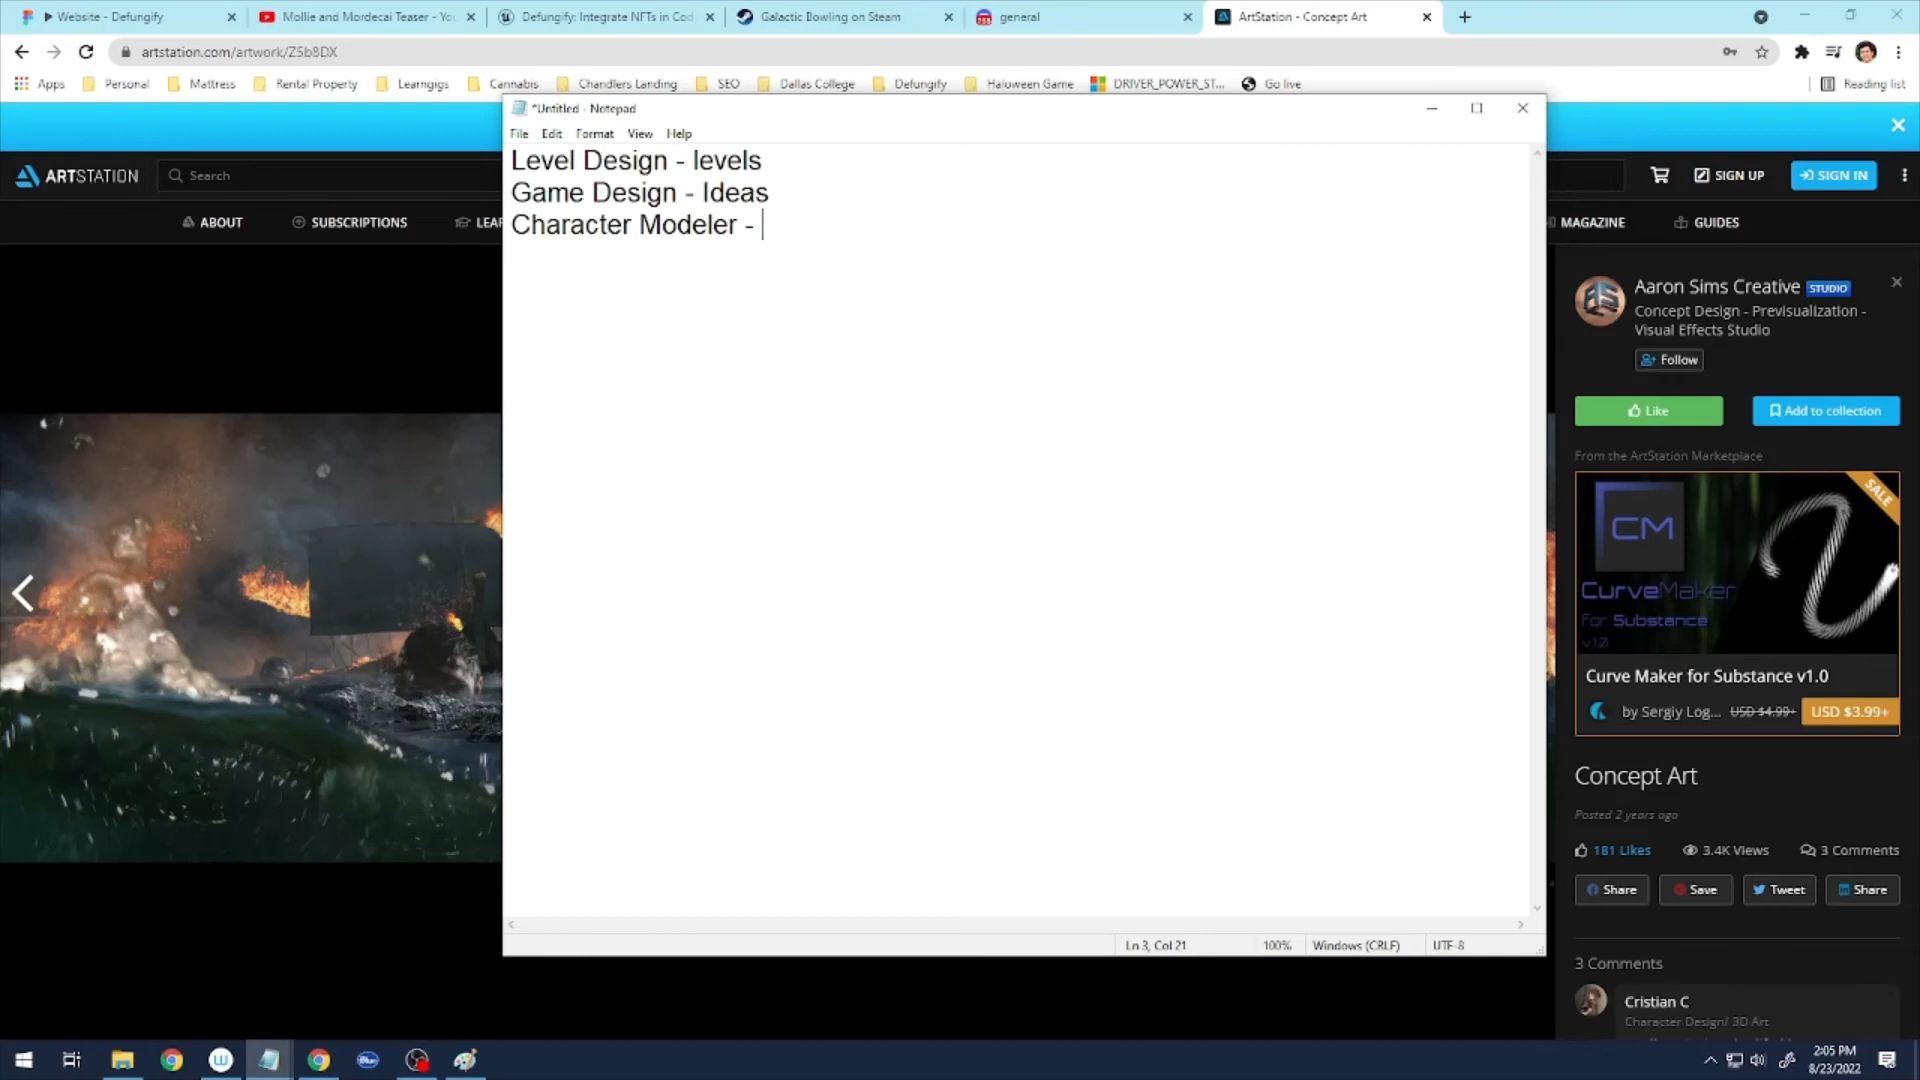 Website - Defungify
Mollie and Mordecai Teaser - You
Defungify: Integrate NFTs in Cod
Galactic Bowling on Steam
general
ArtStation - Concept Art
artstation.com/artwork/Z5b8DX
Apps
Personal
Mattress
Rental Property
Learngigs
Cannabis
Chandlers Landing
SEO
Dallas College
Defungify
Haloween Game
DRIVER_POWER_ST...
Go live
Reading list
*Untitled - Notepad
File Edit Format View Help
Level Design - levels
Game Design - Ideas
Character Modeler -
Ln 3, Col 21
100%
Windows (CRLF)
UTF-8
ARTSTATION
Search
SIGN UP
SIGN IN
ABOUT
SUBSCRIPTIONS
LEAR
MAGAZINE
GUIDES
Aaron Sims Creative STUDIO
Concept Design - Previsualization -
Visual Effects Studio
Follow
Like
Add to collection
From the ArtStation Marketplace
SALE
CM
CurveMaker
For Substance
v1.0
Curve Maker for Substance v1.0
by Sergiy Log... USD $4.99+ USD $3.99+
Concept Art
Posted 2 years ago
181 Likes
3.4K Views
3 Comments
Share
Save
Tweet
Share
3 Comments
Cristian C
Character Design/ 3D Art
2:05 PM
8/23/2022